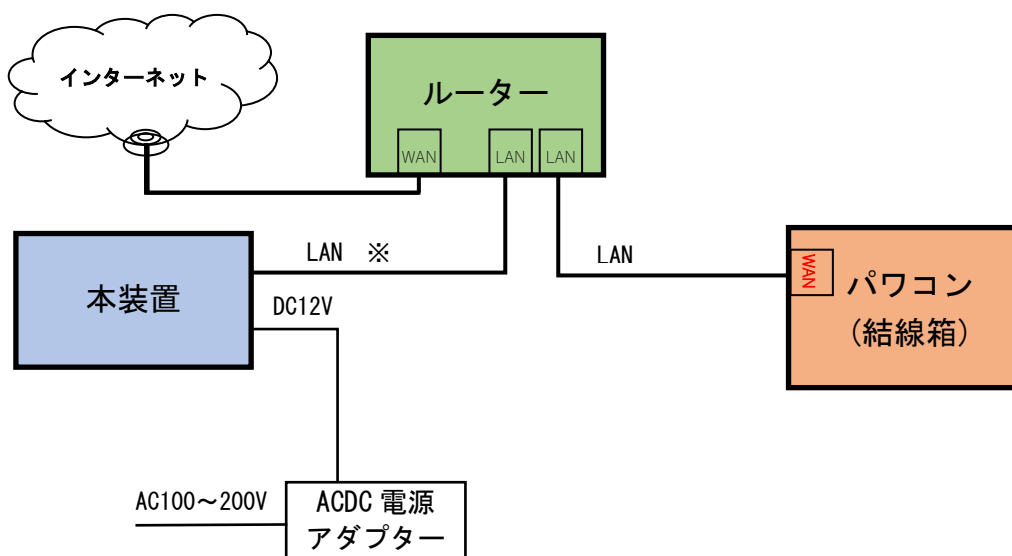 インターネット
ルーター
WAN
LAN
LAN
LAN ※
LAN
WAN
本装置
パワコン
(結線箱)
DC12V
AC100～200V
ACDC 電源
アダプター